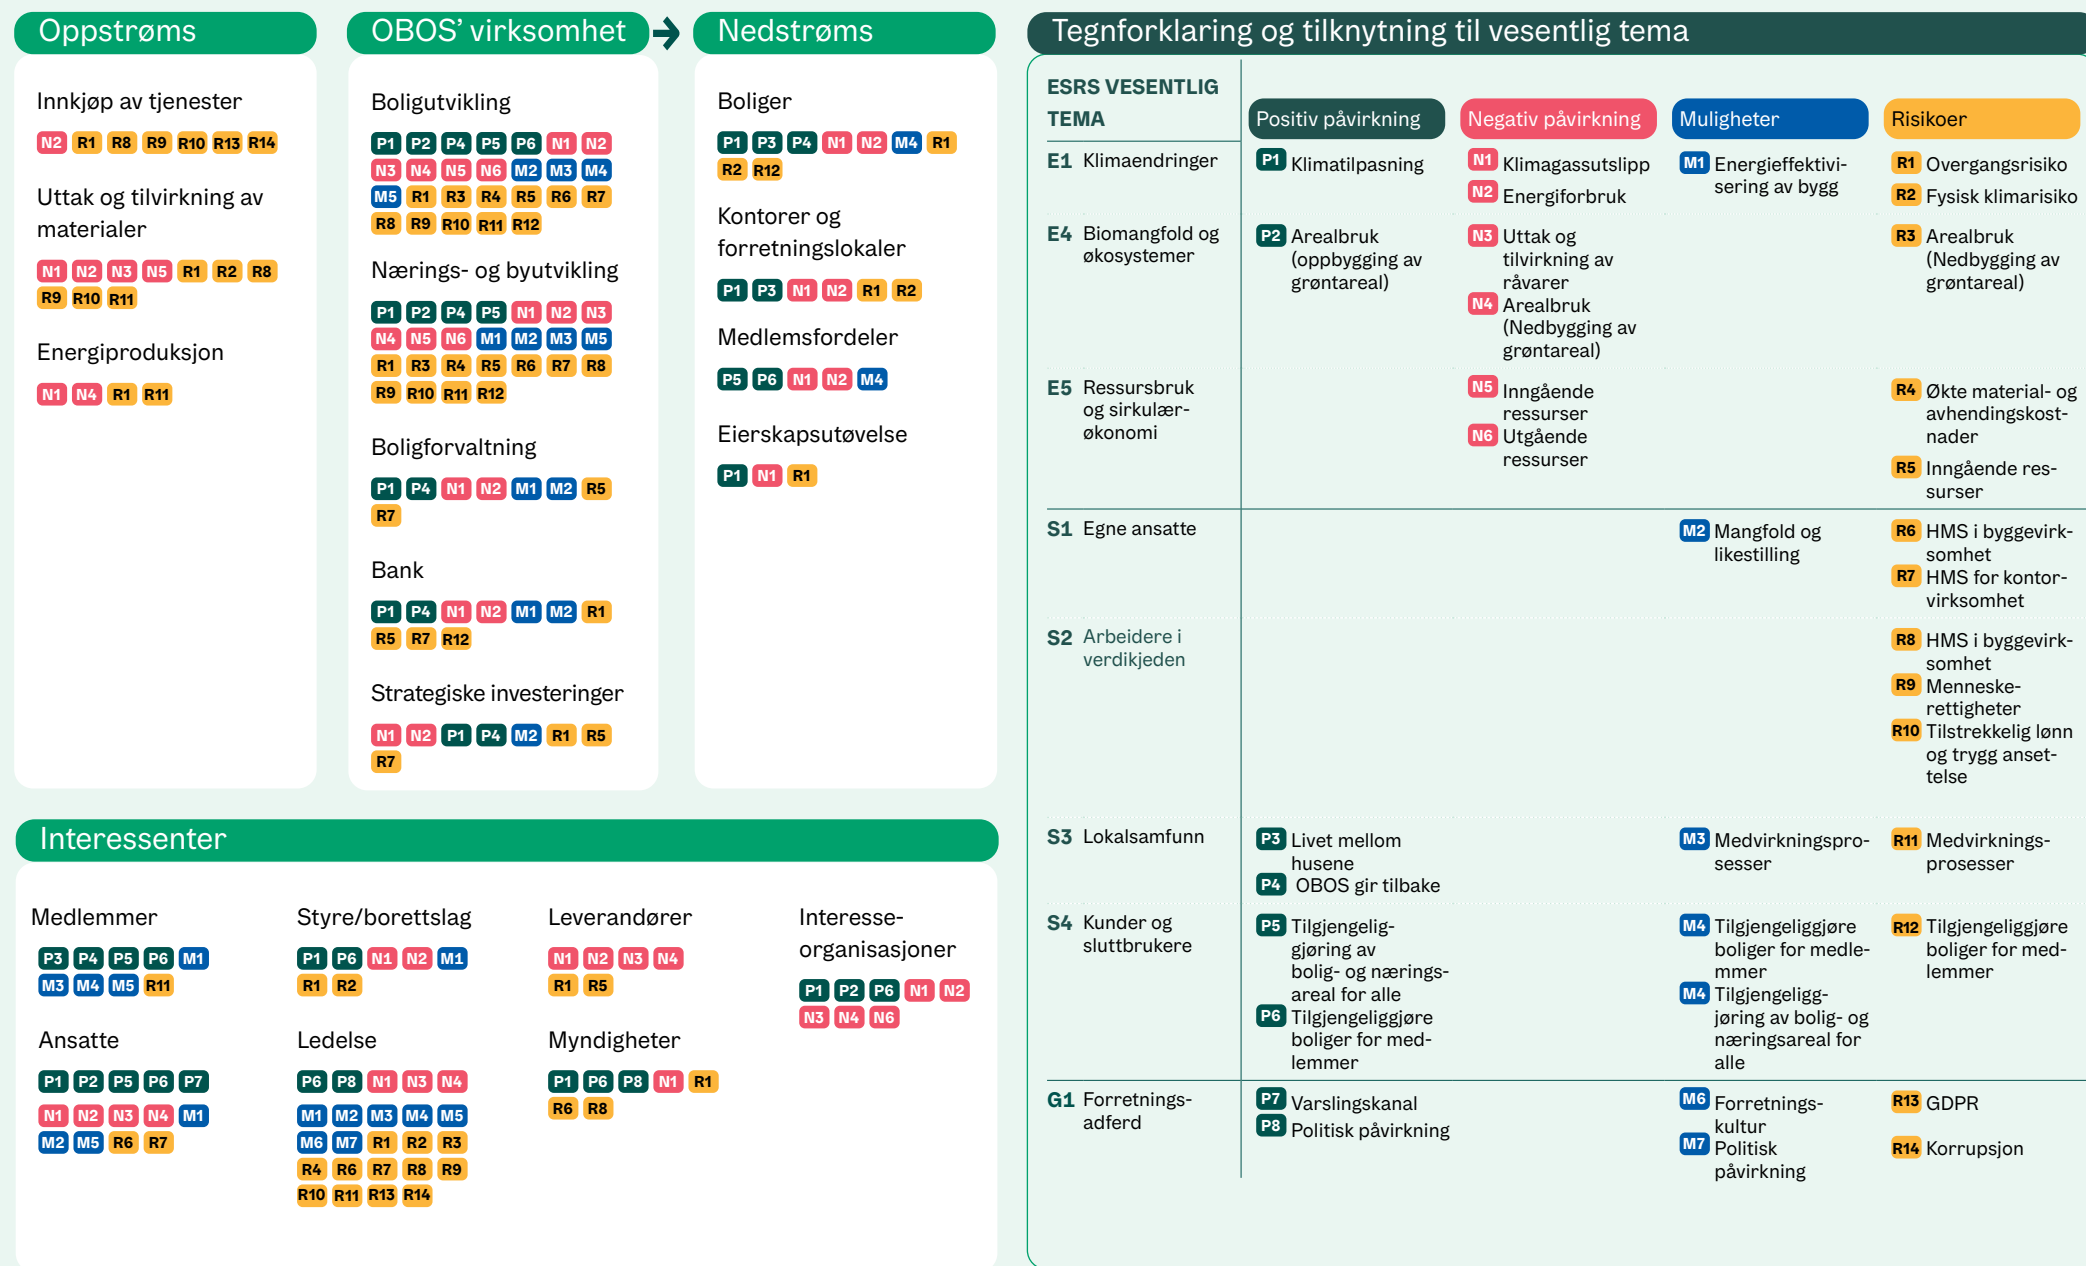 Oppstrøms
Innkjøp av tjenester
N2 R1 R8 R9 R10 R13 R14
Uttak og tilvirkning av
materialer
N1 N2 N3 N5 R1 R2 R8
R9 R10 R11
Energiproduksjon
N1 N4 R1 R11
OBOS’ virksomhet
Boligutvikling
P1 P2 P4 P5 P6 N1 N2
N3 N4 N5 N6 M2 M3 M4
M5 R1 R3 R4 R5 R6 R7
R8 R9 R10 R11 R12
Nærings- og byutvikling
P1 P2 P4 P5 N1 N2 N3
N4 N5 N6 M1 M2 M3 M5
R1 R3 R4 R5 R6 R7 R8
R9 R10 R11 R12
Boligforvaltning
P1 P4 N1 N2 M1 M2 R5
R7
Bank
P1 P4 N1 N2 M1 M2 R1
R5 R7 R12
Strategiske investeringer
N1 N2 P1 P4 M2 R1 R5
R7
Nedstrøms
Boliger
P1 P3 P4 N1 N2 M4 R1
R2 R12
Kontorer og
forretningslokaler
P1 P3 N1 N2 R1 R2
Medlemsfordeler
P5 P6 N1 N2 M4
Eierskapsutøvelse
P1 N1 R1
Interessenter
Medlemmer
P3 P4 P5 P6 M1
M3 M4 M5 R11
Ansatte
P1 P2 P5 P6 P7
N1 N2 N3 N4 M1
M2 M5 R6 R7
Styre/borettslag
P1 P6 N1 N2 M1
R1 R2
Ledelse
P6 P8 N1 N3 N4
M1 M2 M3 M4 M5
M6 M7 R1 R2 R3
R4 R6 R7 R8 R9
R10 R11 R13 R14
Leverandører
N1 N2 N3 N4
R1 R5
Myndigheter
P1 P6 P8 N1 R1
R6 R8
Interesse-
organisasjoner
P1 P2 P6 N1 N2
N3 N4 N6
Tegnforklaring og tilknytning til vesentlig tema
ESRS VESENTLIG
TEMA
Positiv påvirkning
Negativ påvirkning
Muligheter
Risikoer
E1 Klimaendringer
P1 Klimatilpasning
N1 Klimagassutslipp
N2 Energiforbruk
M1 Energieffektivi-
sering av bygg
R1 Overgangsrisiko
R2 Fysisk klimarisiko
E4 Biomangfold og
økosystemer
P2 Arealbruk
(oppbygging av
grøntareal)
N3 Uttak og
tilvirkning av
råvarer
N4 Arealbruk
(Nedbygging av
grøntareal)
R3 Arealbruk
(Nedbygging av
grøntareal)
E5 Ressursbruk
og sirkulær-
økonomi
N5 Inngående
ressurser
N6 Utgående
ressurser
R4 Økte material- og
avhendingskost-
nader
R5 Inngående res-
surser
S1 Egne ansatte
M2 Mangfold og
likestilling
R6 HMS i byggevirk-
somhet
R7 HMS for kontor-
virksomhet
S2 Arbeidere i
verdikjeden
R8 HMS i byggevirk-
somhet
R9 Menneske-
rettigheter
R10 Tilstrekkelig lønn
og trygg anset-
telse
S3 Lokalsamfunn
P3 Livet mellom
husene
P4 OBOS gir tilbake
M3 Medvirkningspro-
sesser
R11 Medvirknings-
prosesser
S4 Kunder og
sluttbrukere
P5 Tilgjengelig-
gjøring av
bolig- og nærings-
areal for alle
P6 Tilgjengeliggjøre
boliger for med-
lemmer
M4 Tilgjengeliggjøre
boliger for medle-
mmer
M4 Tilgjengeligg-
jøring av bolig- og
næringsareal for
alle
R12 Tilgjengeliggjøre
boliger for med-
lemmer
G1 Forretnings-
adferd
P7 Varslingskanal
P8 Politisk påvirkning
M6 Forretnings-
kultur
M7 Politisk
påvirkning
R13 GDPR
R14 Korrupsjon